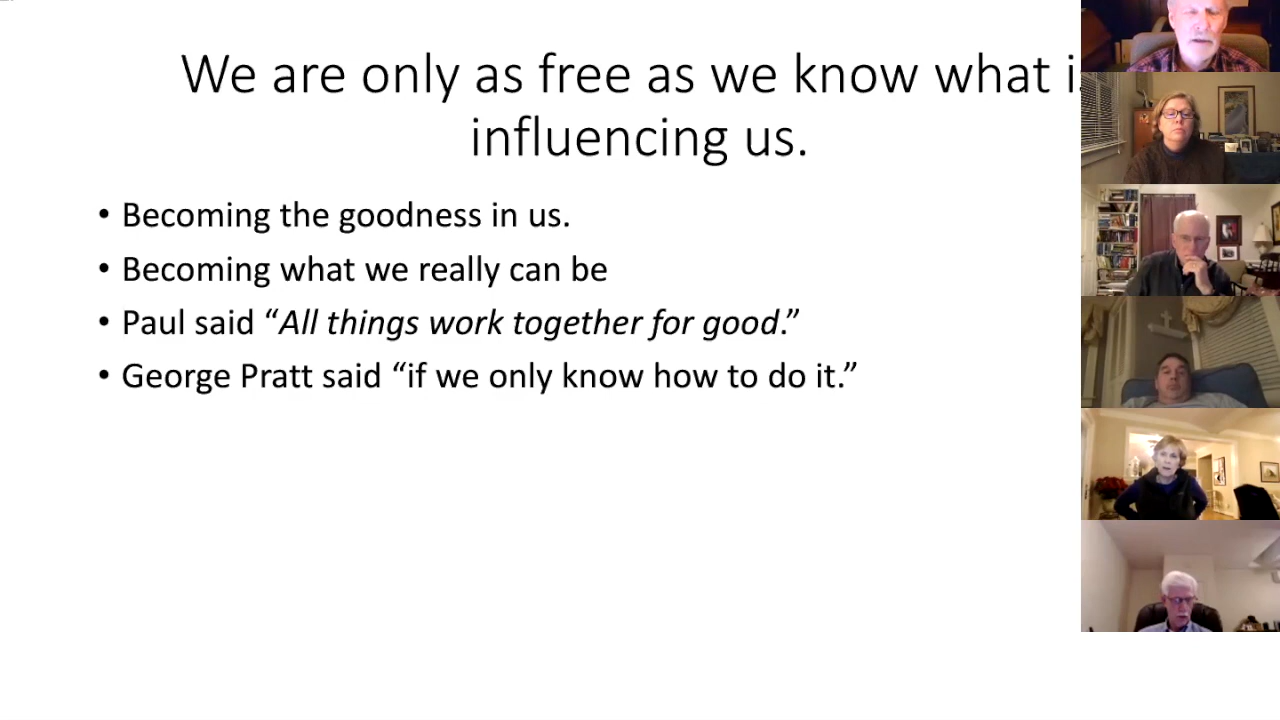 We are only as free as we know what i
influencing us.
• Becoming the goodness in us.
• Becoming what we really can be
• Paul said “All things work together for good.”
• George Pratt said “if we only know how to do it.”